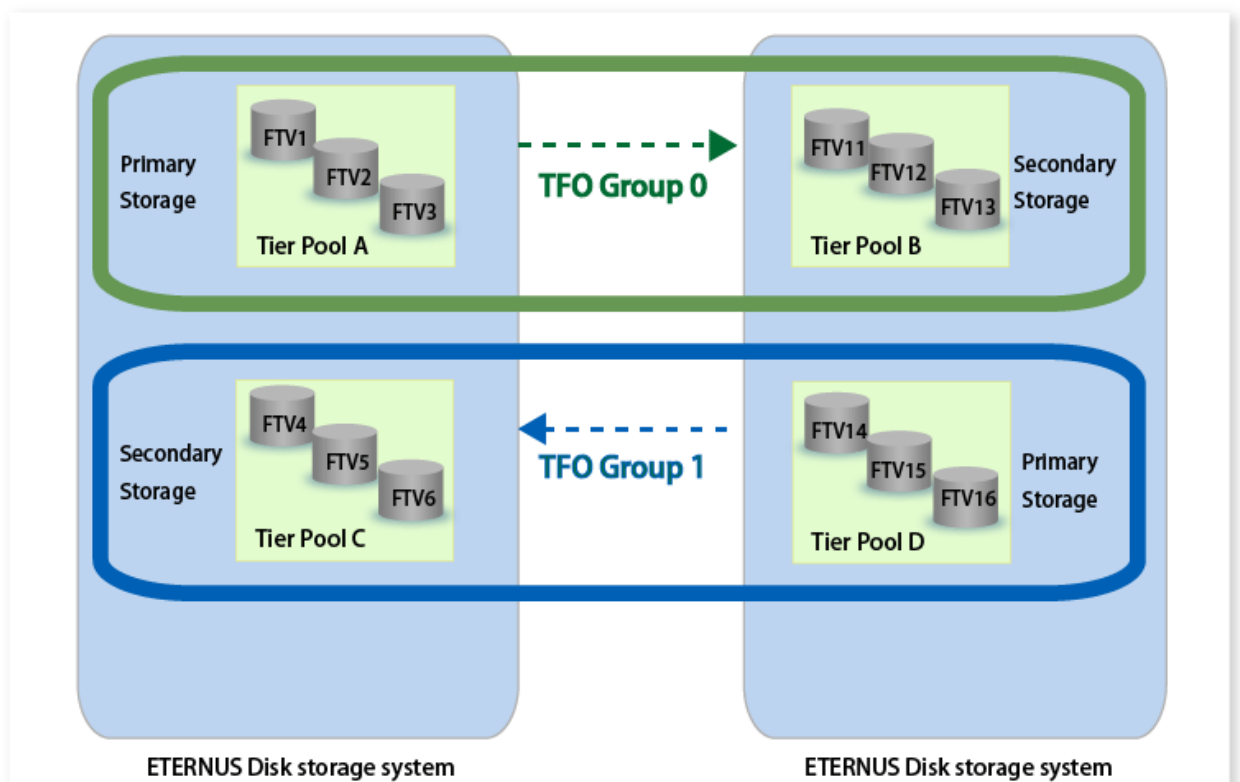 Primary
Storage
FTV1
FTV2
FTV3
Tier Pool A
TFO Group 0
FTV11
FTV12
FTV13
Tier Pool B
Secondary
Storage
Secondary
Storage
FTV4
FTV5
FTV6
Tier Pool C
TFO Group 1
FTV14
FTV15
FTV16
Tier Pool D
Primary
Storage
ETERNUS Disk storage system
ETERNUS Disk storage system